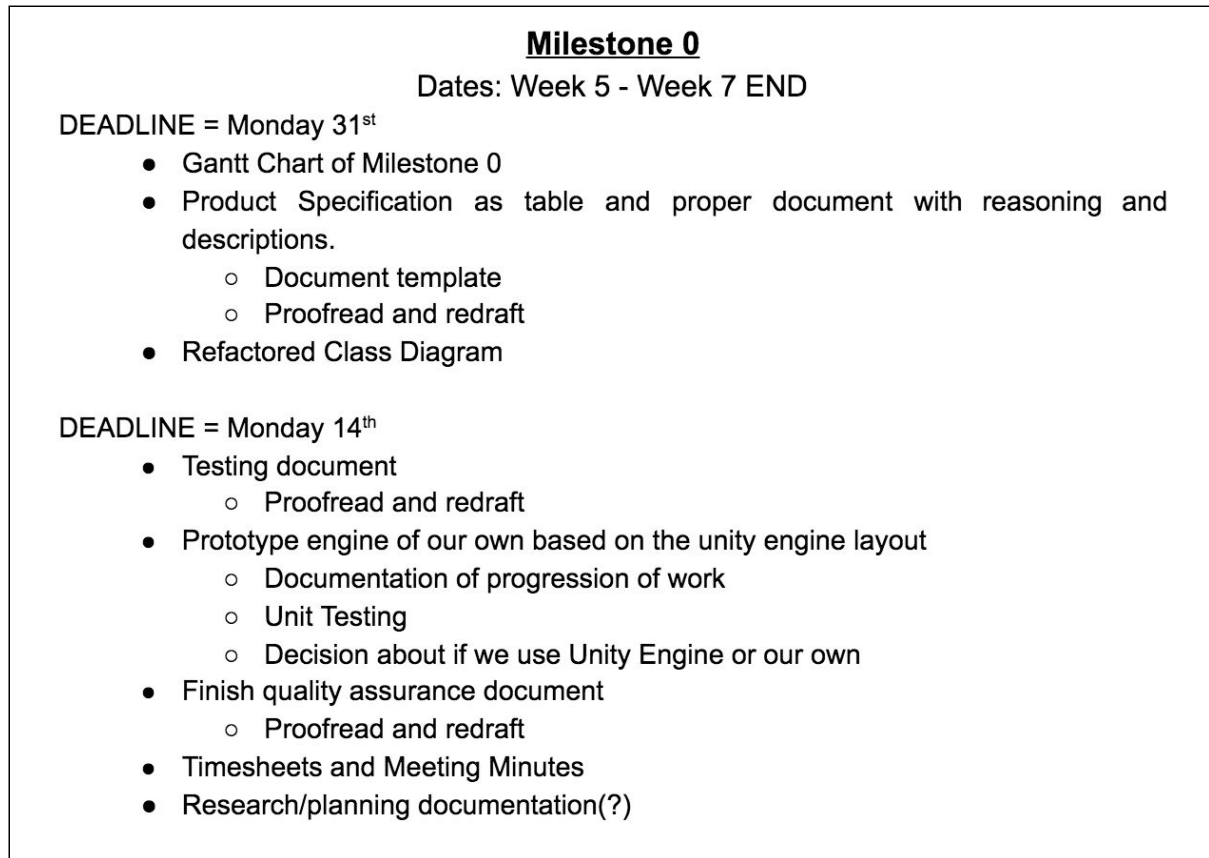 Milestone 0
Dates: Week 5 - Week 7 END
DEADLINE = Monday 31st
● Gantt Chart of Milestone 0
● Product Specification as table and proper document with reasoning and
descriptions.
○ Document template
○ Proofread and redraft
● Refactored Class Diagram
DEADLINE = Monday 14th
● Testing document
○ Proofread and redraft
● Prototype engine of our own based on the unity engine layout
○ Documentation of progression of work
○ Unit Testing
○ Decision about if we use Unity Engine or our own
● Finish quality assurance document
○ Proofread and redraft
● Timesheets and Meeting Minutes
● Research/planning documentation(?)